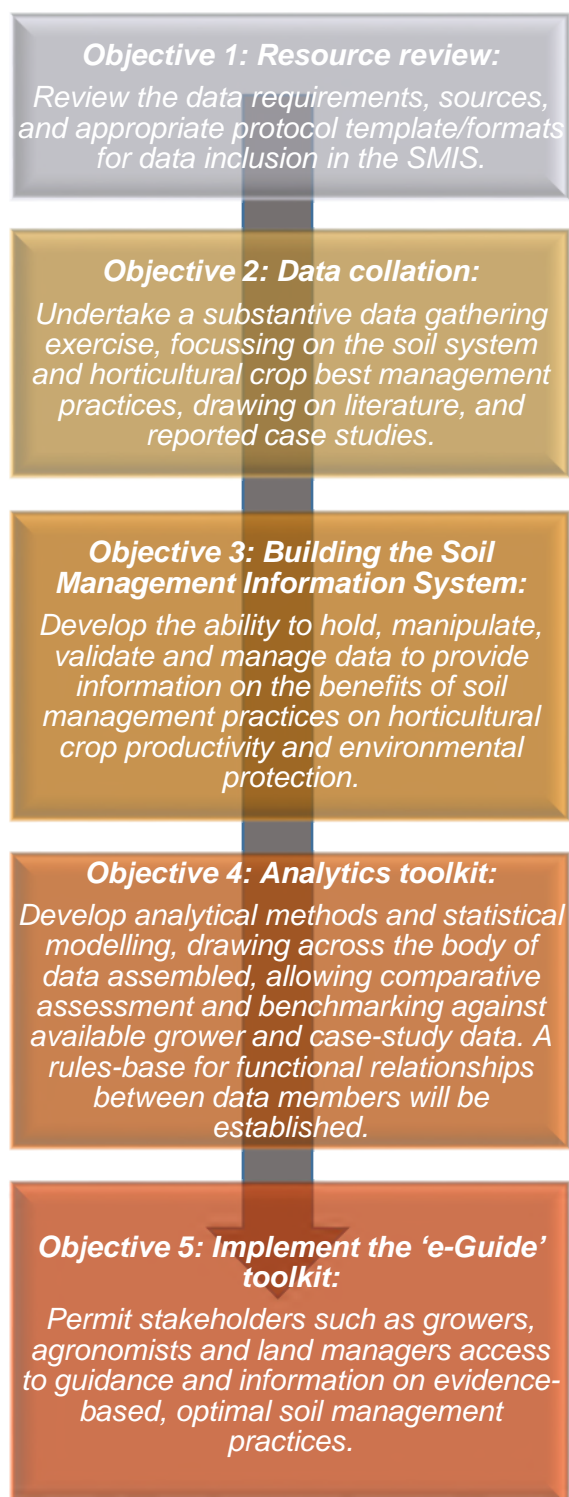 Objective 1: Resource review:
Review the data requirements, sources,
and appropriate protocol template/formats
for data inclusion in the SMIS.
Objective 2: Data collation:
Undertake a substantive data gathering
exercise, focussing on the soil system
and horticultural crop best management
practices, drawing on literature, and
reported case studies.
Objective 3: Building the Soil
Management Information System:
Develop the ability to hold, manipulate,
validate and manage data to provide
information on the benefits of soil
management practices on horticultural
crop productivity and environmental
protection.
Objective 4: Analytics toolkit:
Develop analytical methods and statistical
modelling, drawing across the body of
data assembled, allowing comparative
assessment and benchmarking against
available grower and case-study data. A
rules-base for functional relationships
between data members will be
established.
Objective 5: Implement the ‘e-Guide’
toolkit:
Permit stakeholders such as growers,
agronomists and land managers access
to guidance and information on evidence-
based, optimal soil management
practices.